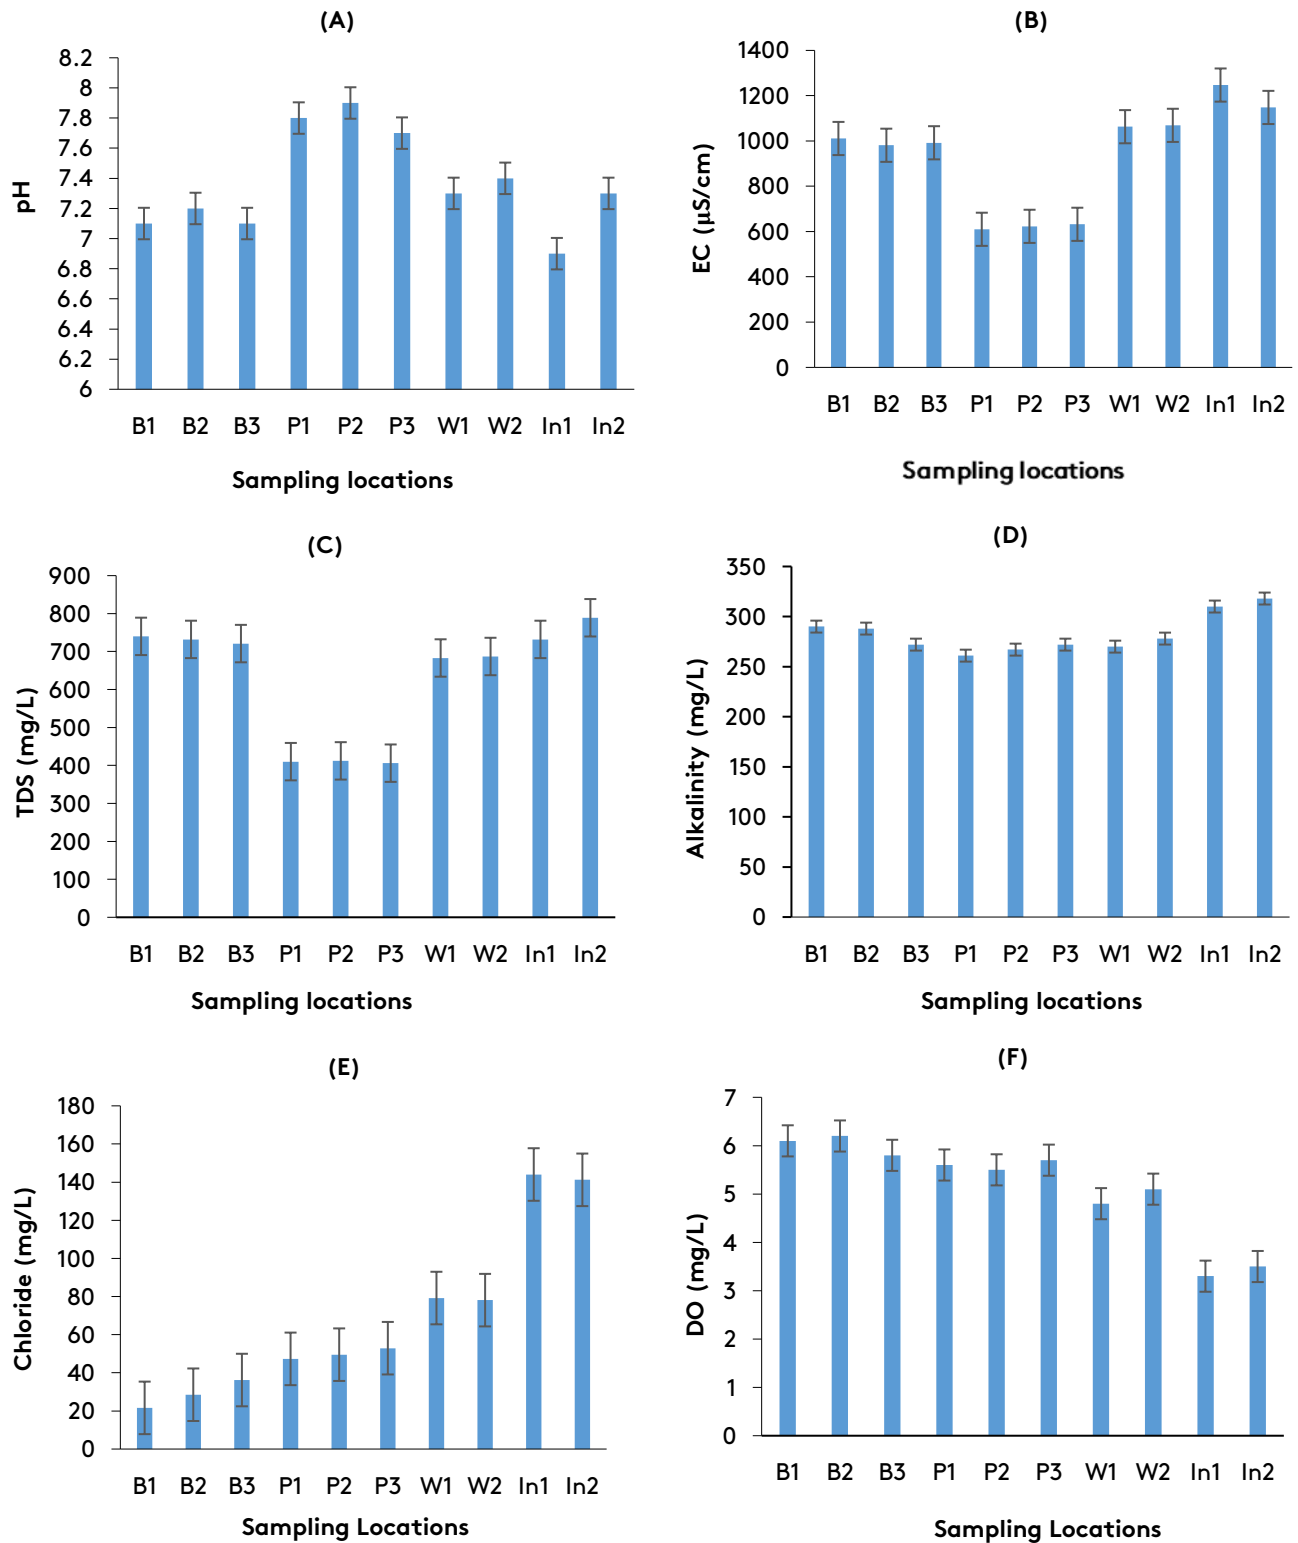 (A)
pH
8.2
8
7.8
7.6
7.4
7.2
7
6.8
6.6
6.4
6.2
6
B1 B2 B3 P1 P2 P3 W1 W2 In1 In2
Sampling locations
(B)
EC (µS/cm)
1400
1200
1000
800
600
400
200
0
B1 B2 B3 P1 P2 P3 W1 W2 In1 In2
Sampling locations
(C)
TDS (mg/L)
900
800
700
600
500
400
300
200
100
0
B1 B2 B3 P1 P2 P3 W1 W2 In1 In2
Sampling locations
(D)
Alkalinity (mg/L)
350
300
250
200
150
100
50
0
B1 B2 B3 P1 P2 P3 W1 W2 In1 In2
Sampling locations
(E)
Chloride (mg/L)
180
160
140
120
100
80
60
40
20
0
B1 B2 B3 P1 P2 P3 W1 W2 In1 In2
Sampling Locations
(F)
DO (mg/L)
7
6
5
4
3
2
1
0
B1 B2 B3 P1 P2 P3 W1 W2 In1 In2
Sampling Locations